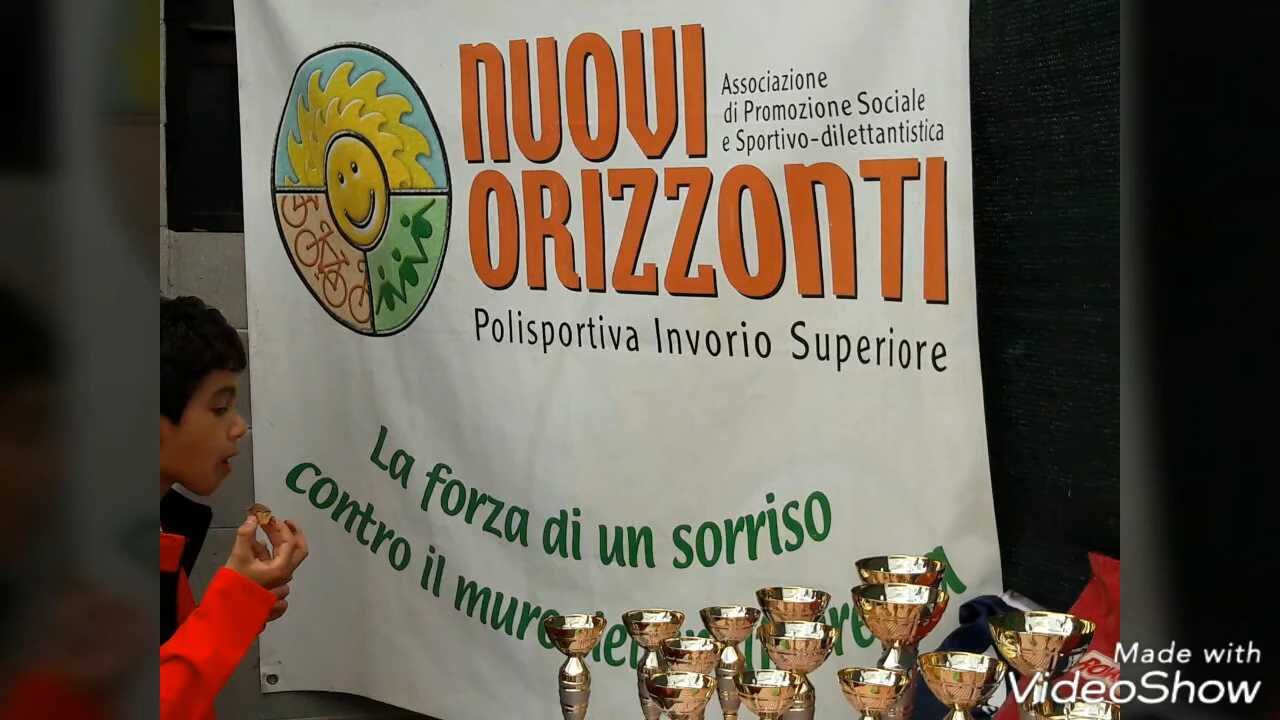 NUOVI
Associazione
di Promozione Sociale
e Sportivo-dilettantistica
ORIZZONTI
Polisportiva Invorio Superiore
La forza di un sorriso
contro il muro
Made with
VideoShow